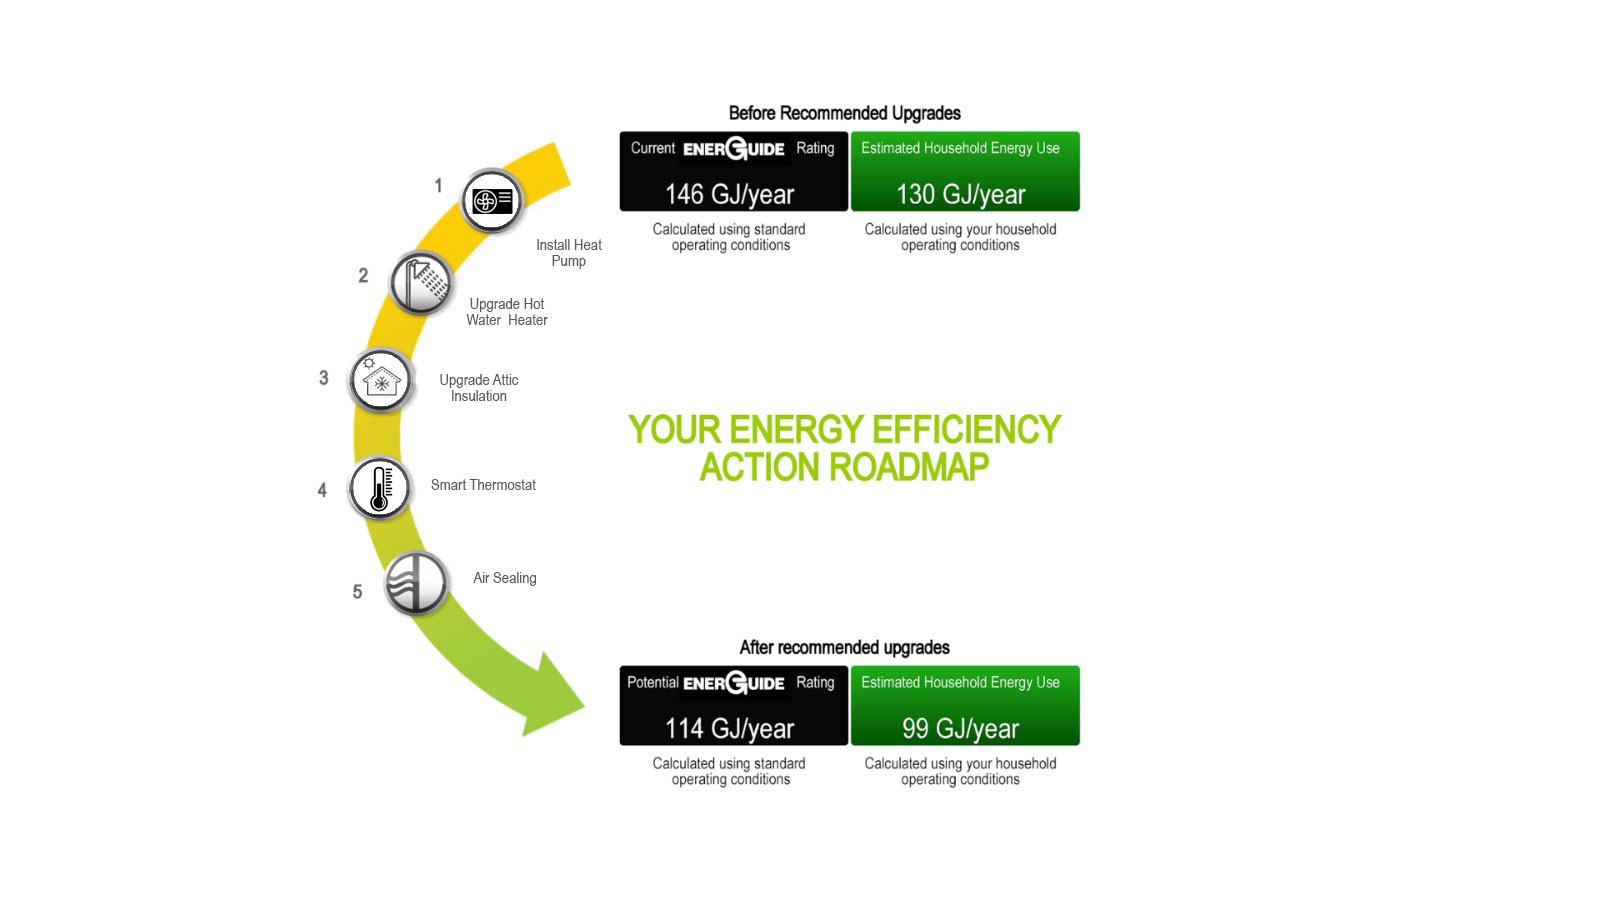 Before Recommended Upgrades
Current ENERGUIDE Rating
146 GJ/year
Estimated Household Energy Use
130 GJ/year
Calculated using standard
operating conditions
Calculated using your household
operating conditions
1
Install Heat
Pump
2
Upgrade Hot
Water Heater
3
Upgrade Attic
Insulation
4
Smart Thermostat
5
Air Sealing
YOUR ENERGY EFFICIENCY
ACTION ROADMAP
After recommended upgrades
Potential ENERGUIDE Rating
114 GJ/year
Estimated Household Energy Use
99 GJ/year
Calculated using standard
operating conditions
Calculated using your household
operating conditions